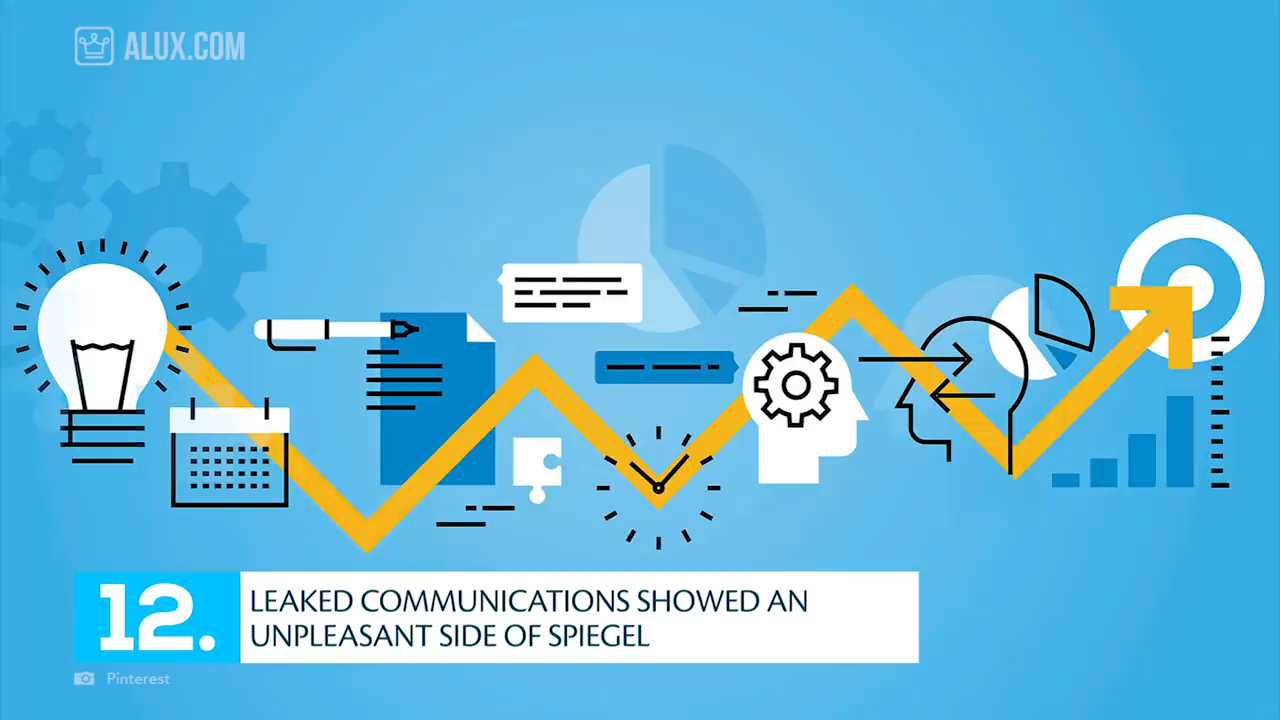 ALUX.COM
12.
LEAKED COMMUNICATIONS SHOWED AN
UNPLEASANT SIDE OF SPIEGEL
Pinterest